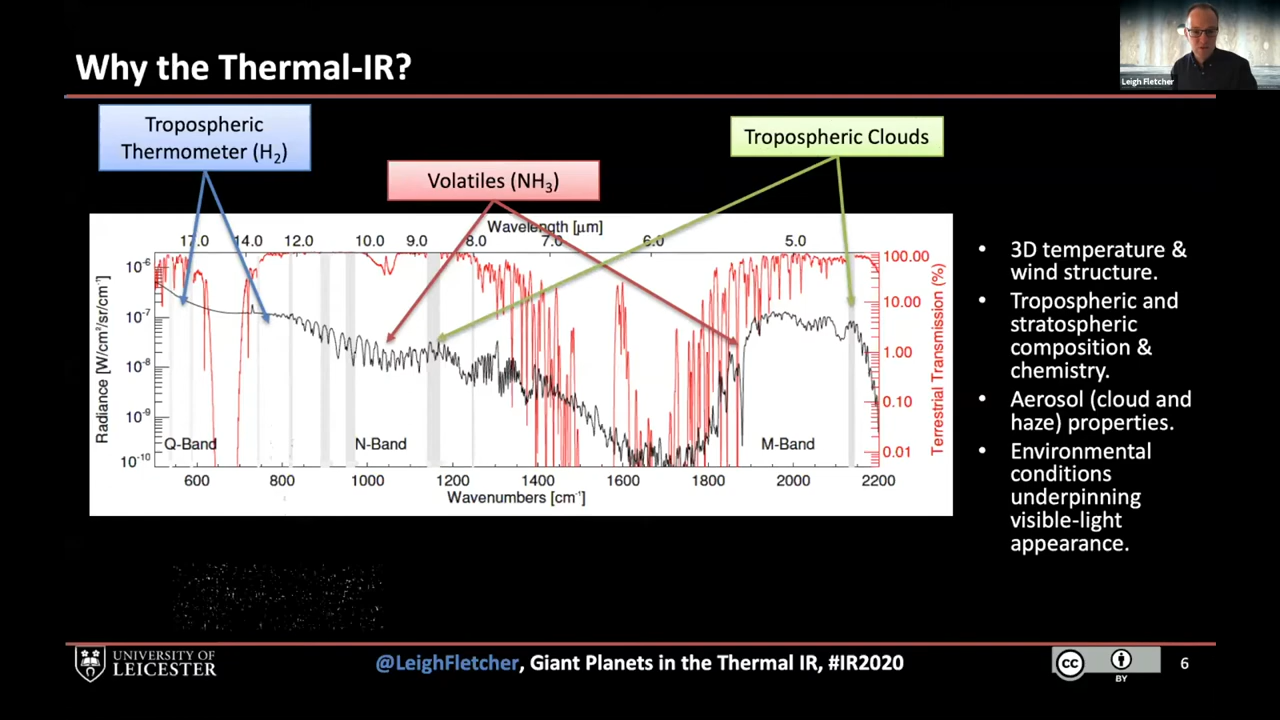 Why the Thermal-IR?
Leigh Fletcher
Tropospheric
Thermometer (H₂)
Volatiles (NH₃)
Tropospheric Clouds
Wavelength [μm]
17.0 14.0 12.0 10.0 9.0 8.0 7.0 6.0 5.0
Radiance [W/cm²/sr/cm⁻¹]
10⁻⁶
10⁻⁷
10⁻⁸
10⁻⁹
10⁻¹⁰
100.00
10.00
1.00
0.10
0.01
Terrestrial Transmission (%)
Q-Band N-Band M-Band
600 800 1000 1200 1400 1600 1800 2000 2200
Wavenumbers [cm⁻¹]
• 3D temperature &
wind structure.
• Tropospheric and
stratospheric
composition &
chemistry.
• Aerosol (cloud and
haze) properties.
• Environmental
conditions
underpinning
visible-light
appearance.
UNIVERSITY OF
LEICESTER
@LeighFletcher, Giant Planets in the Thermal IR, #IR2020
cc
BY
6